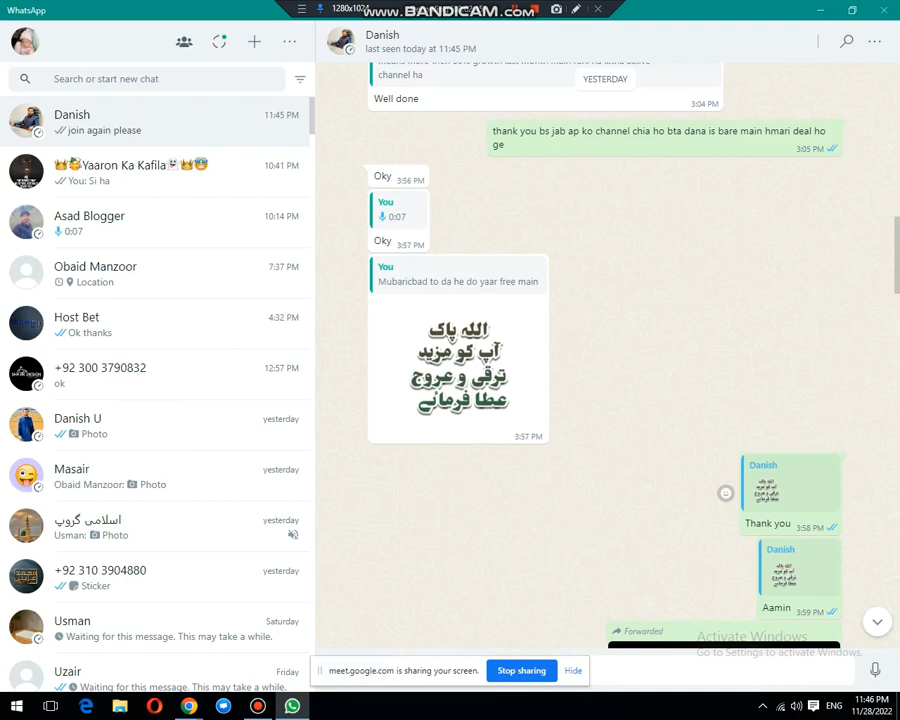 WhatsApp
1280x1024
www.BANDICAM.com
Search or start new chat
Danish
11:45 PM
join again please
👑🥰Yaaron Ka Kafila👻👑🤓
10:41 PM
You: Si ha
Asad Blogger
10:14 PM
0:07
Obaid Manzoor
7:37 PM
Location
Host Bet
4:32 PM
Ok thanks
+92 300 3790832
12:57 PM
ok
Danish U
yesterday
Photo
Masair
yesterday
Obaid Manzoor: Photo
اسلامی گروپ
yesterday
Usman: Photo
+92 310 3904880
yesterday
Sticker
Usman
Saturday
Waiting for this message. This may take a while.
Uzair
Friday
Waiting for this message. This may take a while.
Danish
last seen today at 11:45 PM
channel ha
YESTERDAY
Well done
3:04 PM
thank you bs jab ap ko channel chia ho bta dana is bare main hmari deal ho
ge
3:05 PM
Oky
3:56 PM
You
0:07
Oky
3:57 PM
You
Mubaricbad to da he do yaar free main
اللہ پاک
آپ کو مزید
ترقی و عروج
عطا فرمائے
3:57 PM
Danish
Thank you
3:58 PM
Danish
Aamin
3:59 PM
Forwarded
Activate Windows
Go to Settings to activate Windows.
meet.google.com is sharing your screen.
Stop sharing
Hide
ENG
11:46 PM
11/28/2022